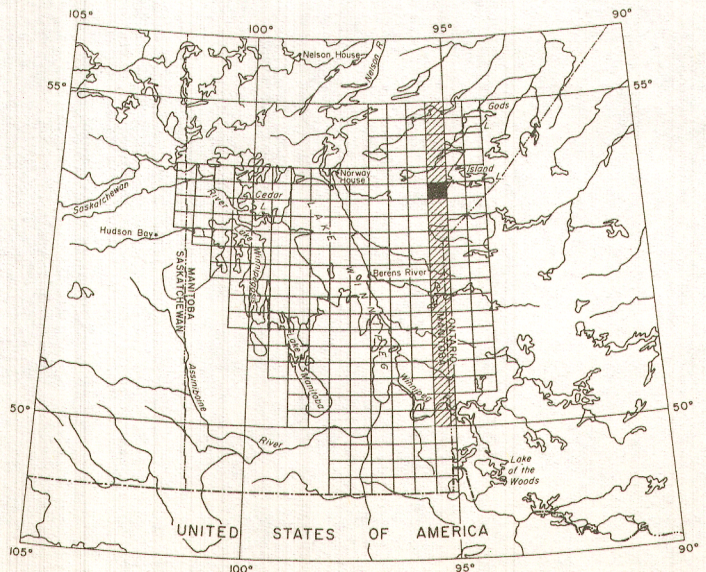 105°
100°
95°
90°
Nelson House
Nelson R
55°
55°
Gods
L
Island
L
Norway
House
Saskatchewan
River
Cedar
L
Hudson Bay
LAKE
WINNIPEG
Lake
Winnipegosis
Berens River
MANITOBA
SASKATCHEWAN
ONTARIO
MANITOBA
Lake
Manitoba
Winnipeg
Assiniboine
River
50°
50°
Lake
of the
Woods
UNITED STATES OF AMERICA
105°
100°
95°
90°